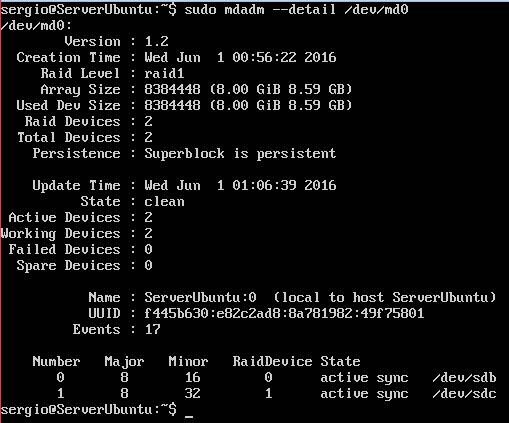 sergio@ServerUbuntu:~$ sudo mdadm --detail /dev/md0
/dev/md0:
Version : 1.2
Creation Time : Wed Jun  1 00:56:22 2016
Raid Level : raid1
Array Size : 8384448 (8.00 GiB 8.59 GB)
Used Dev Size : 8384448 (8.00 GiB 8.59 GB)
Raid Devices : 2
Total Devices : 2
Persistence : Superblock is persistent
Update Time : Wed Jun  1 01:06:39 2016
State : clean
Active Devices : 2
Working Devices : 2
Failed Devices : 0
Spare Devices : 0
Name : ServerUbuntu:0  (local to host ServerUbuntu)
UUID : f445b630:e82c2ad8:8a781982:49f75801
Events : 17
Number   Major   Minor   RaidDevice State
0       8       16        0      active sync   /dev/sdb
1       8       32        1      active sync   /dev/sdc
sergio@ServerUbuntu:~$ _